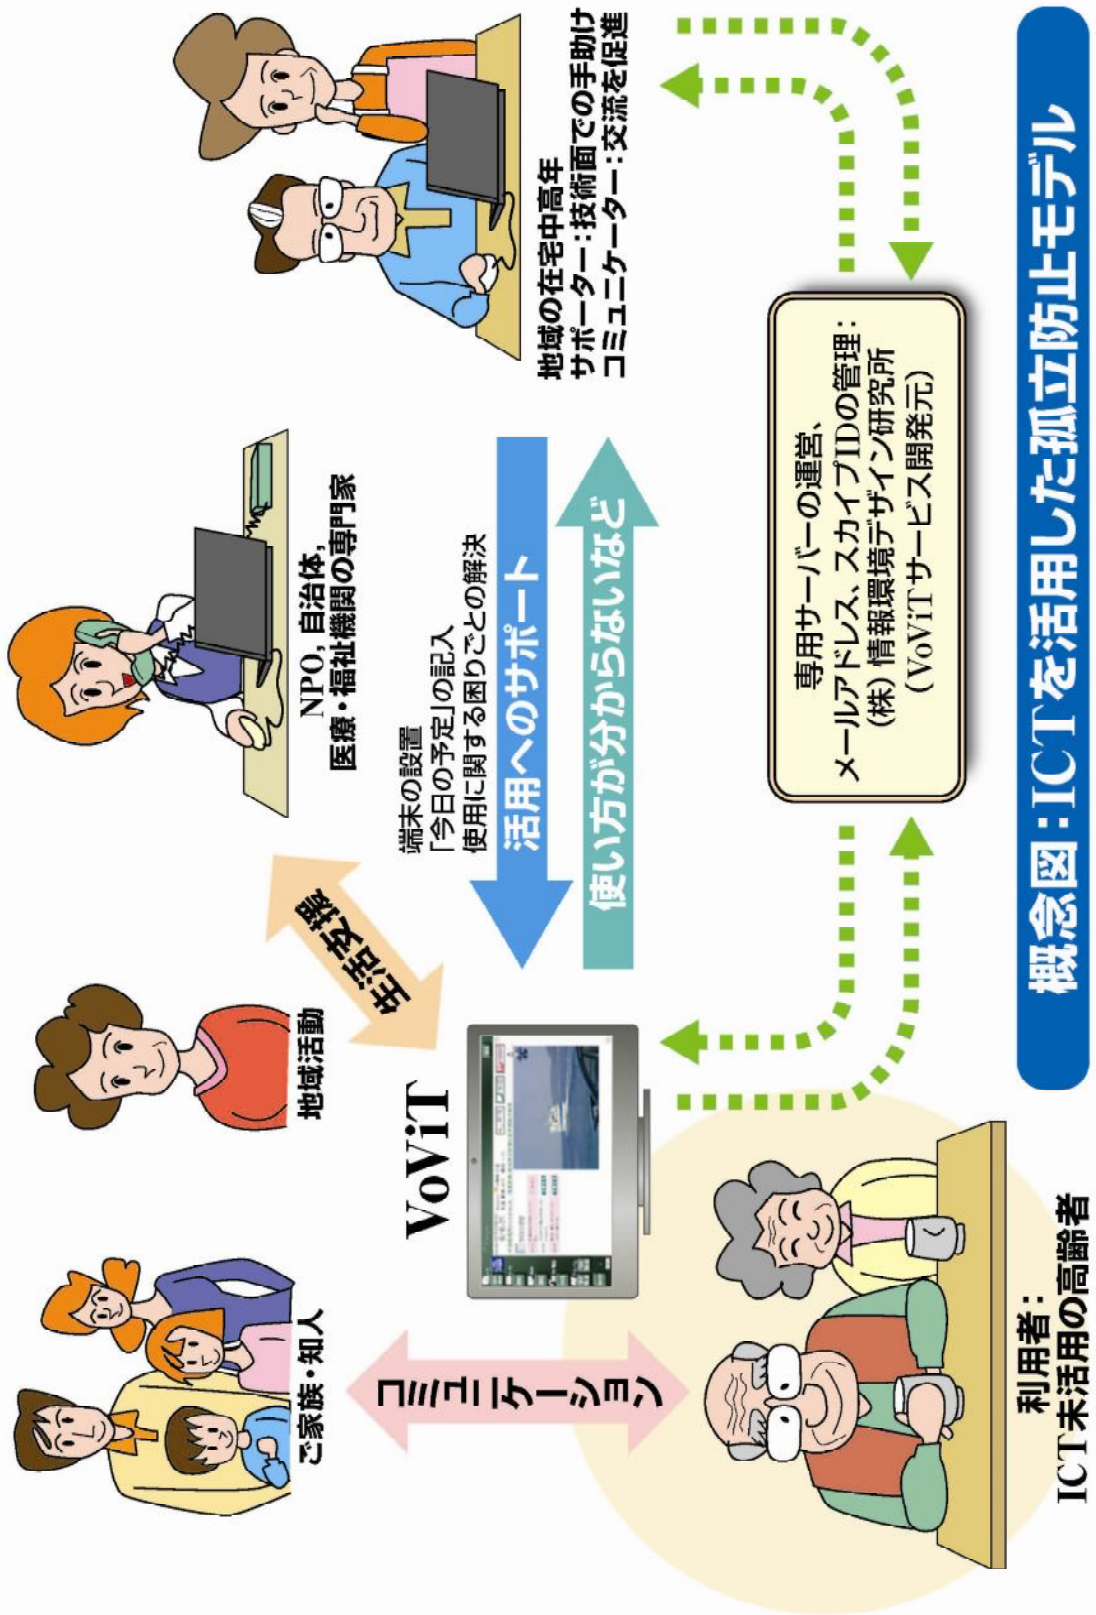 ご家族・知人
地域活動
NPO, 自治体,
医療・福祉機関の専門家
地域の在宅中高年
サポーター：技術面での手助け
コミュニケーター：交流を促進
生活支援
コミュニケーション
VoViT
端末の設置
「今日の予定」の記入
使用に関する困りごとの解決
活用へのサポート
使い方が分からないなど
専用サーバーの運営、
メールアドレス、スカイプIDの管理：
（株）情報環境デザイン研究所
（VoViTサービス開発元）
利用者：
ICT未活用の高齢者
概念図：ICTを活用した孤立防止モデル